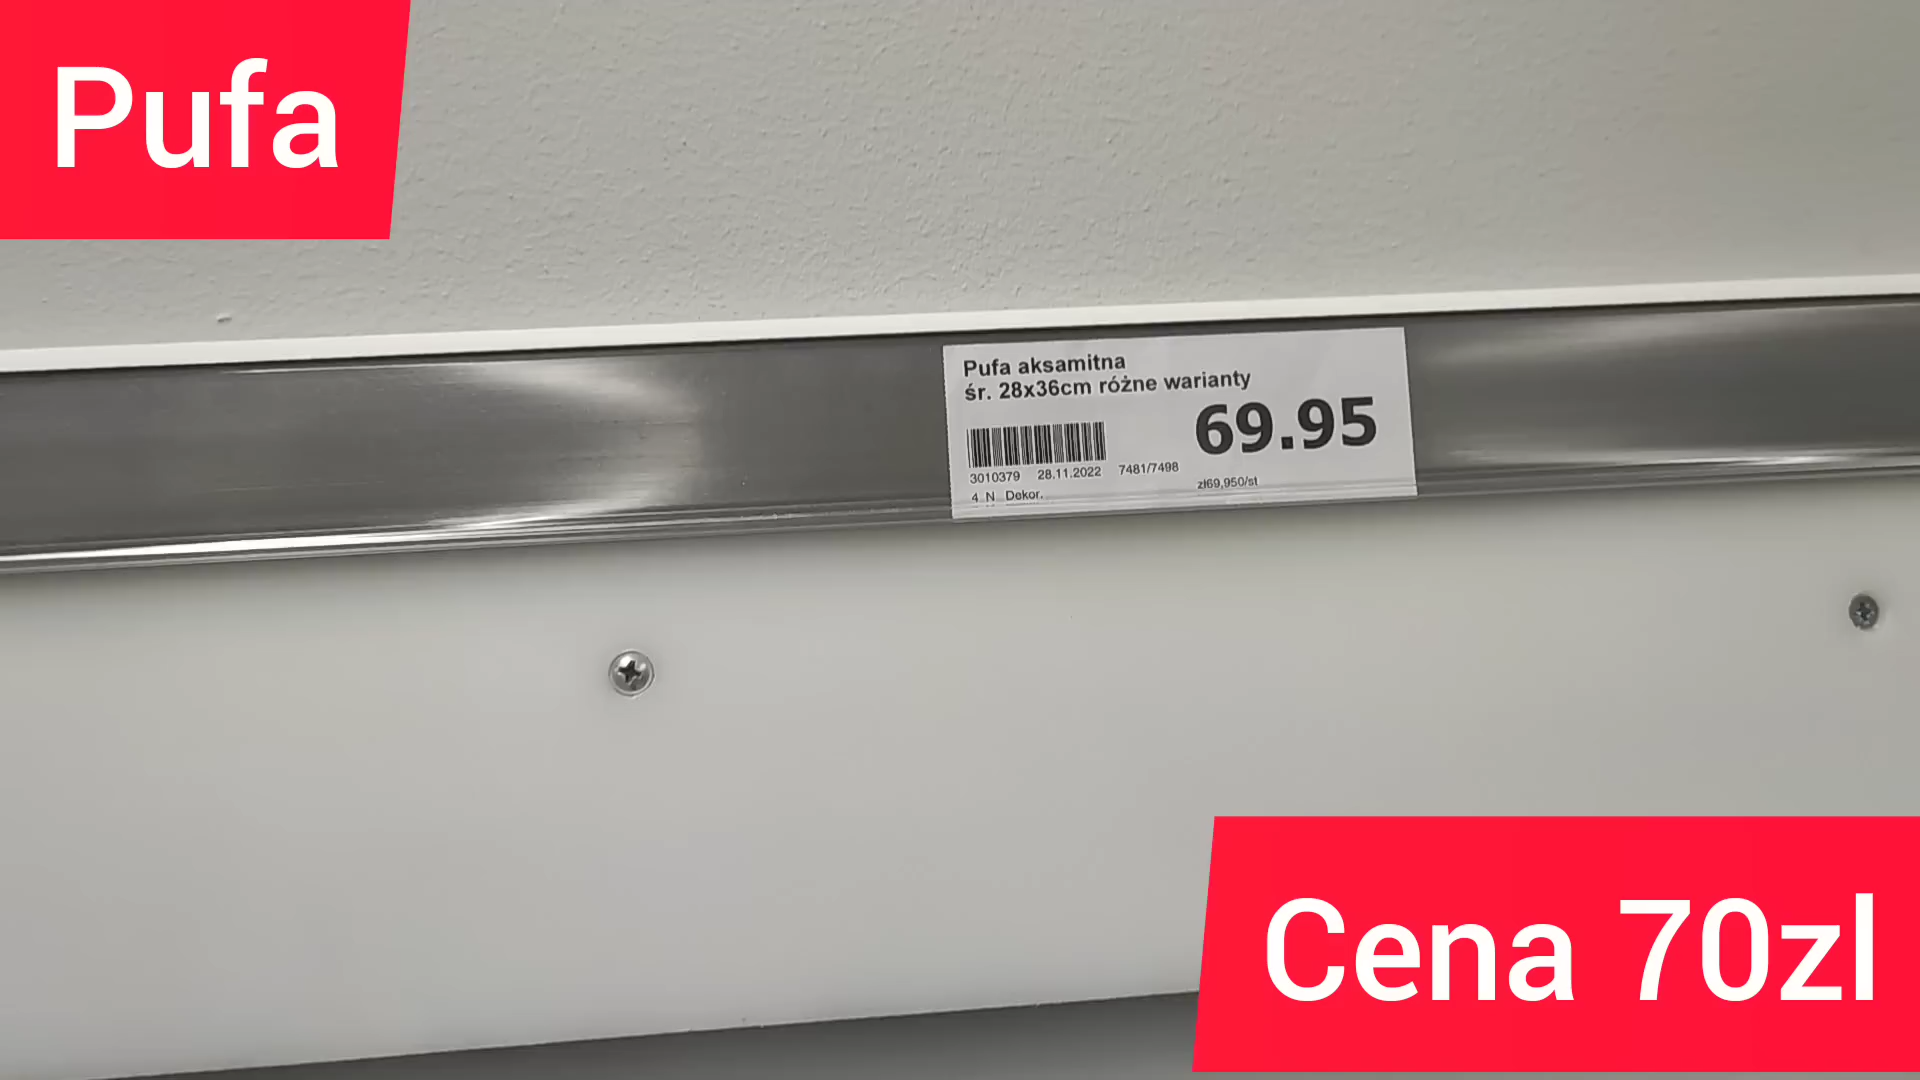 Pufa
Pufa aksamitna
śr. 28x36cm różne warianty
69.95
3010379 28.11.2022 7481/7498
zł69,950/st
4 N Dekor.
Cena 70zl